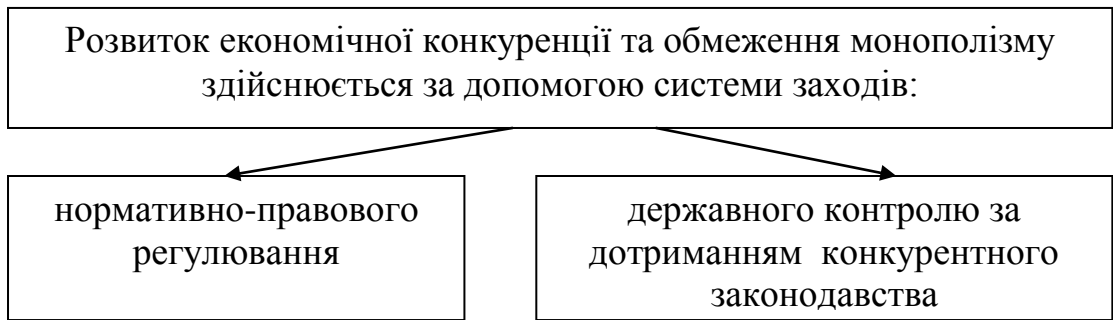 Розвиток економічної конкуренції та обмеження монополізму
здійснюється за допомогою системи заходів:
нормативно-правового
регулювання
державного контролю за
дотриманням конкурентного
законодавства